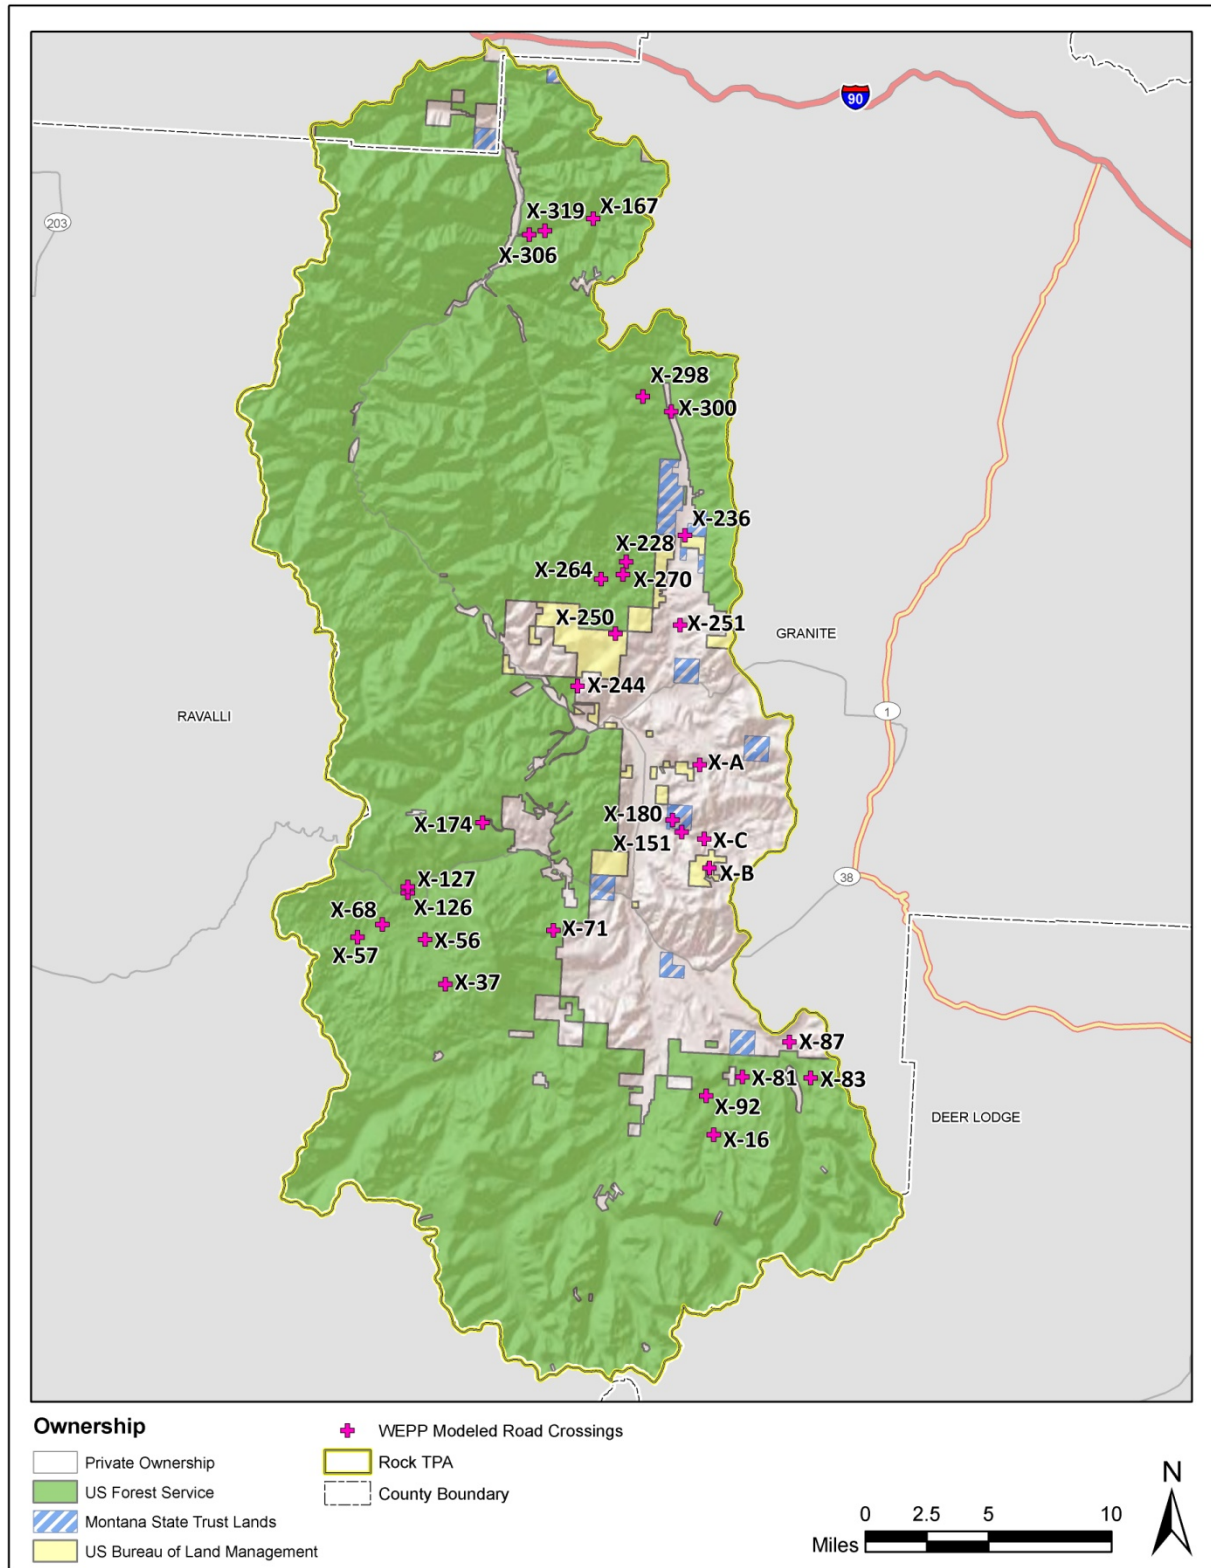 90
203
X-319
X-167
X-306
X-298
X-300
X-236
X-228
X-264
X-270
X-250
X-251
GRANITE
X-244
RAVALLI
1
X-A
X-180
X-174
X-151
X-C
X-B
38
X-127
X-126
X-68
X-56
X-71
X-57
X-37
X-87
X-81
X-83
X-92
DEER LODGE
X-16
Ownership
Private Ownership
US Forest Service
Montana State Trust Lands
US Bureau of Land Management
WEPP Modeled Road Crossings
Rock TPA
County Boundary
0 2.5 5 10
Miles
N